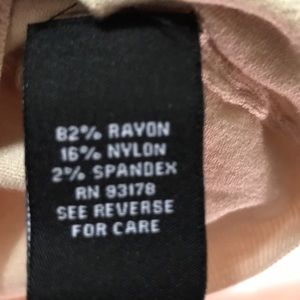 82% RAYON
16% NYLON
2% SPANDEX
RN 93178
SEE REVERSE
FOR CARE